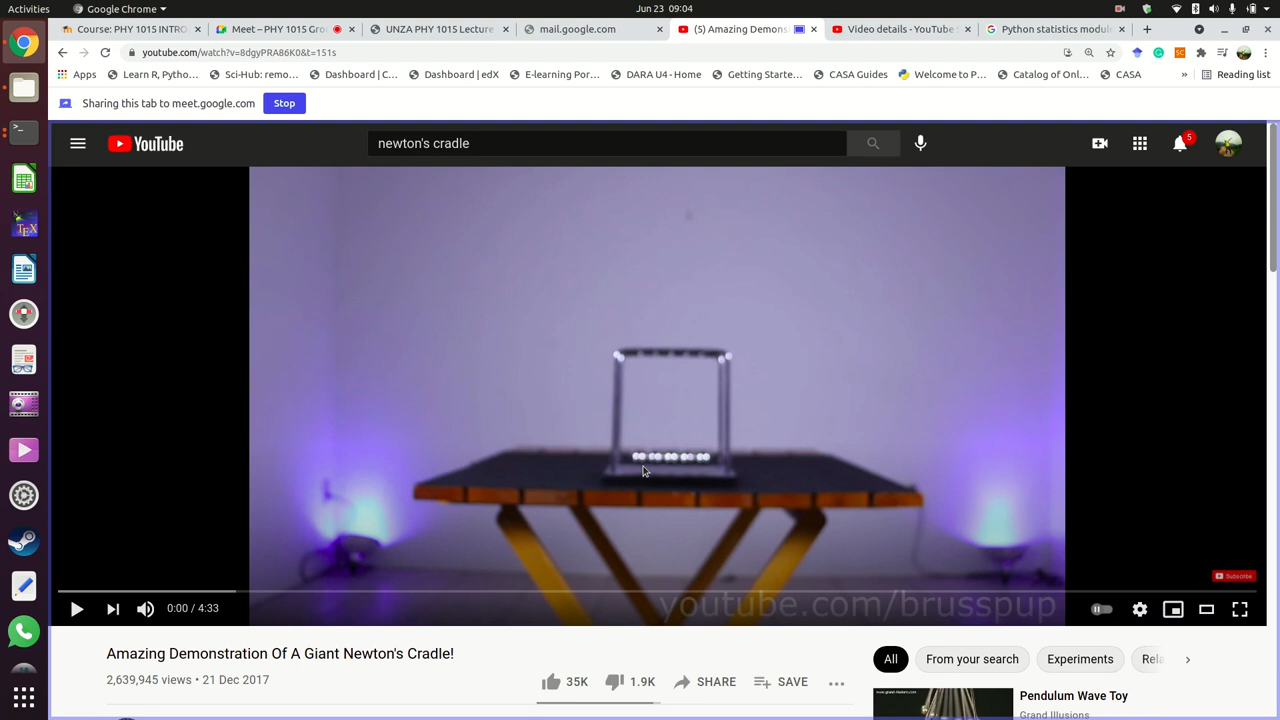 Activities Google Chrome Jun 23 09:04
Course: PHY 1015 INTRO Meet – PHY 1015 Gro UNZA PHY 1015 Lecture mail.google.com (5) Amazing Demons Video details - YouTube Python statistics modul
youtube.com/watch?v=8dgyPRA86K0&t=151s
Apps Learn R, Pytho... Sci-Hub: remo... Dashboard | C... Dashboard | edX E-learning Por... DARA U4 - Home Getting Starte... CASA Guides Welcome to P... Catalog of Onl... CASA » Reading list
Sharing this tab to meet.google.com Stop
YouTube newton's cradle 5
Subscribe
youtube.com/brusspup
0:00 / 4:33
Amazing Demonstration Of A Giant Newton's Cradle!
2,639,945 views • 21 Dec 2017
35K 1.9K SHARE SAVE ...
All From your search Experiments Rela
Pendulum Wave Toy
Grand Illusions